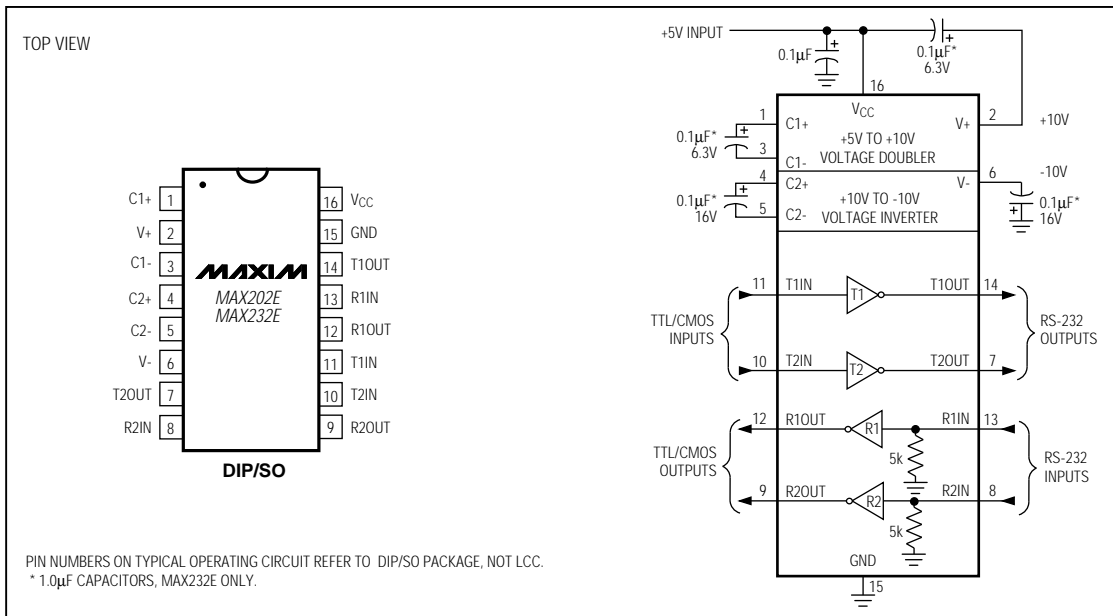 TOP VIEW
C1+ 1
V+ 2
C1- 3
C2+ 4
C2- 5
V- 6
T2OUT 7
R2IN 8
16 VCC
15 GND
14 T1OUT
13 R1IN
12 R1OUT
11 T1IN
10 T2IN
9 R2OUT
MAXIM
MAX202E
MAX232E
DIP/SO
PIN NUMBERS ON TYPICAL OPERATING CIRCUIT REFER TO DIP/SO PACKAGE, NOT LCC.
* 1.0µF CAPACITORS, MAX232E ONLY.
+5V INPUT
0.1µF
+
0.1µF*
6.3V
+
16
VCC
1
C1+
+
0.1µF*
6.3V
3
C1-
+5V TO +10V
VOLTAGE DOUBLER
V+
2
+10V
4
C2+
+
0.1µF*
16V
5
C2-
+10V TO -10V
VOLTAGE INVERTER
V-
6
-10V
0.1µF*
16V
+
TTL/CMOS
INPUTS
11 T1IN T1 T1OUT 14
10 T2IN T2 T2OUT 7
RS-232
OUTPUTS
TTL/CMOS
OUTPUTS
12 R1OUT R1 R1IN 13
5k
9 R2OUT R2 R2IN 8
5k
RS-232
INPUTS
GND
15